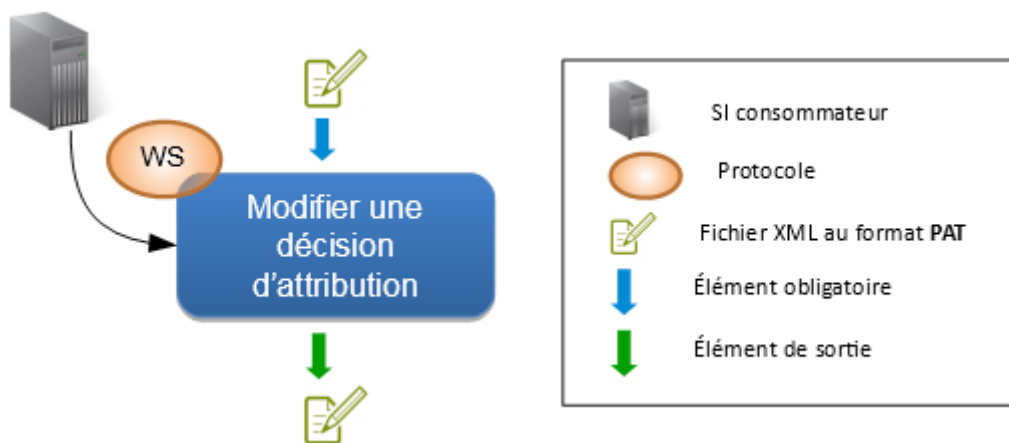 WS
Modifier une
décision
d'attribution
SI consommateur
Protocole
Fichier XML au format PAT
Élément obligatoire
Élément de sortie